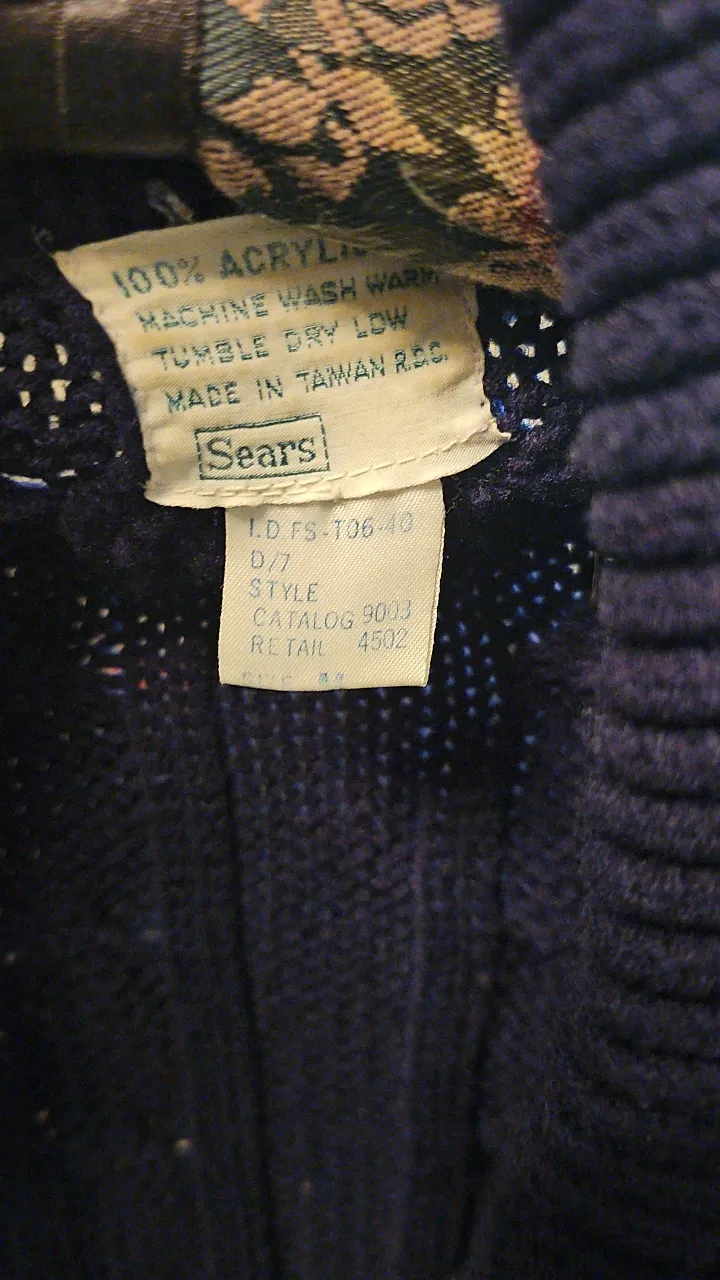 100% ACRYLIC
MACHINE WASH WARM
TUMBLE DRY LOW
MADE IN TAIWAN R.O.C.
Sears
I.D FS-T06-40
D/7
STYLE
CATALOG 9003
RETAIL 4502
SIZE